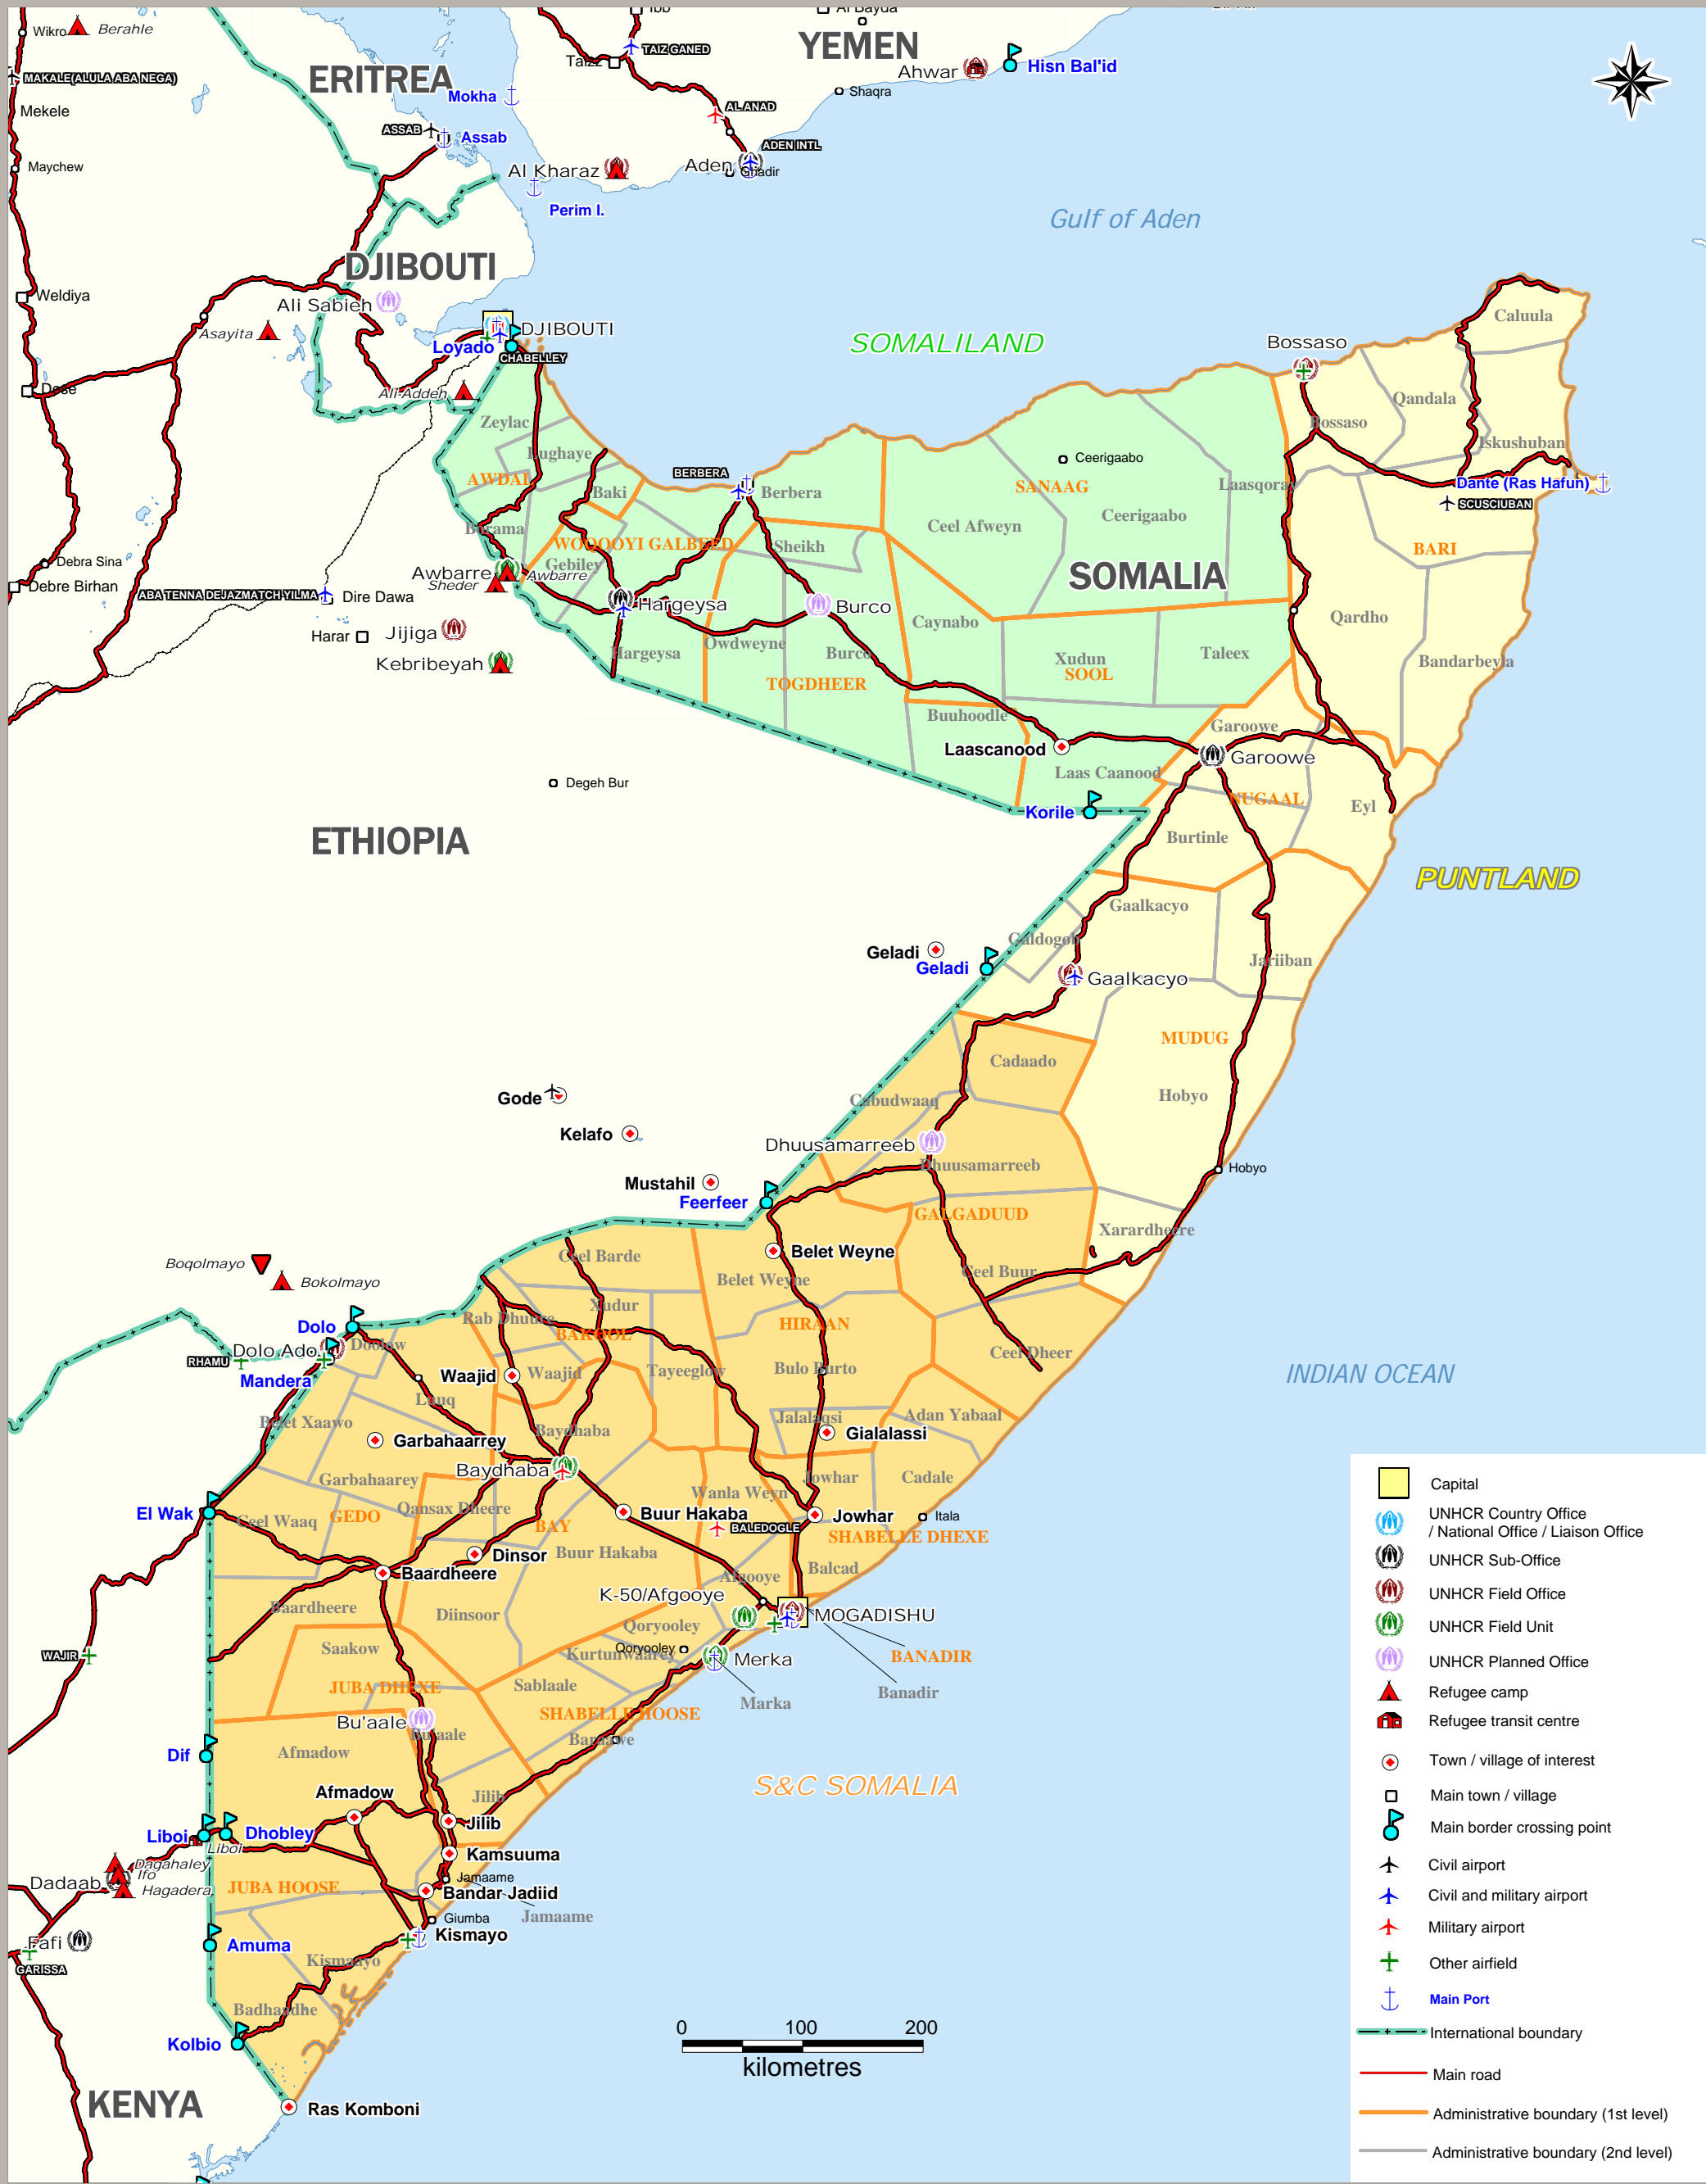 Ibb
Al Bayda
Wikro
Berahle
YEMEN
TAIZ GANED
Taizz
ERITREA
Ahwar
Hisn Bal'id
MAKALE(ALULA ABA NEGA)
Mokha
Shaqra
Mekele
AL ANAD
ASSAB
Assab
ADEN INTL
Maychew
Al Kharaz
Aden
Ghadir
Perim I.
Gulf of Aden
DJIBOUTI
Weldiya
Ali Sabieh
Asayita
DJIBOUTI
Loyado
CHABELLEY
SOMALILAND
Bossaso
Caluula
Dese
Ali-Addeh
Zeylac
Qandala
Bossaso
Lughaye
Iskushuban
AWDAL
BERBERA
Ceerigaabo
SANAAG
Laasqoray
Dante (Ras Hafun)
Baki
Berbera
SCUSCIUBAN
Borama
Ceel Afweyn
Ceerigaabo
WOQOOYI GALBEED
Sheikh
BARI
Debra Sina
Gebiley
Awbarre
Awbarre
Sheder
SOMALIA
Debre Birhan
ABA TENNA DEJAZMATCH YILMA
Dire Dawa
Hargeysa
Burco
Qardho
Harar
Jijiga
Caynabo
Kebribeyah
Hargeysa
Owdweyne
Burco
Xudun
Taleex
Bandarbeyla
SOOL
TOGDHEER
Buuhoodle
Garoowe
Laascanood
Garoowe
Degeh Bur
Laas Caanood
NUGAAL
Korile
Eyl
ETHIOPIA
Burtinle
PUNTLAND
Gaalkacyo
Galdogob
Geladi
Geladi
Jariiban
Gaalkacyo
MUDUG
Cadaado
Gode
Cabudwaaq
Hobyo
Kelafo
Dhuusamarreeb
Dhuusamarreeb
Hobyo
Mustahil
Feerfeer
GALGADUUD
Xarardheere
Belet Weyne
Ceel Barde
Boqolmayo
Bokolmayo
Belet Weyne
Ceel Buur
Xudur
Rab Dhuure
HIRAAN
Dolo
BAKOOL
Dolo Ado
Doolow
RHAMU
Ceel Dheer
Mandera
Waajid
Waajid
Tayeeglow
Bulo Burto
INDIAN OCEAN
Luuq
Belet Xaawo
Jalalaqsi
Adan Yabaal
Garbahaarrey
Baydhaba
Gialalassi
Baydhaba
Garbahaarey
Jowhar
Cadale
Capital
Wanla Weyn
El Wak
Qansax Dheere
Buur Hakaba
Jowhar
Itala
UNHCR Country Office
/ National Office / Liaison Office
Ceel Waaq
GEDO
BAY
BALEDOGLE
SHABELLE DHEXE
Dinsor
Buur Hakaba
UNHCR Sub-Office
Baardheere
Afgooye
Balcad
UNHCR Field Office
K-50/Afgooye
Baardheere
Diinsoor
MOGADISHU
UNHCR Field Unit
Qoryooley
Saakow
Qoryooley
Kurtunwaarey
BANADIR
WAJIR
Merka
UNHCR Planned Office
JUBA DHEXE
Sablaale
Marka
Banadir
Refugee camp
SHABELLE HOOSE
Bu'aale
Refugee transit centre
Bu'aale
Baraawe
Dif
Afmadow
Town / village of interest
S&C SOMALIA
Afmadow
Jilib
Main town / village
Jilib
Liboi
Dhobley
Main border crossing point
Liboi
Kamsuuma
Dagahaley
Ifo
Civil airport
Dadaab
Hagadera
JUBA HOOSE
Jamaame
Bandar Jadiid
Civil and military airport
Giumba
Jamaame
Military airport
Fafi
Amuma
Kismayo
GARISSA
Kismaayo
Other airfield
Main Port
Badhaadhe
0 100 200
kilometres
Kolbio
International boundary
Main road
KENYA
Ras Komboni
Administrative boundary (1st level)
Administrative boundary (2nd level)